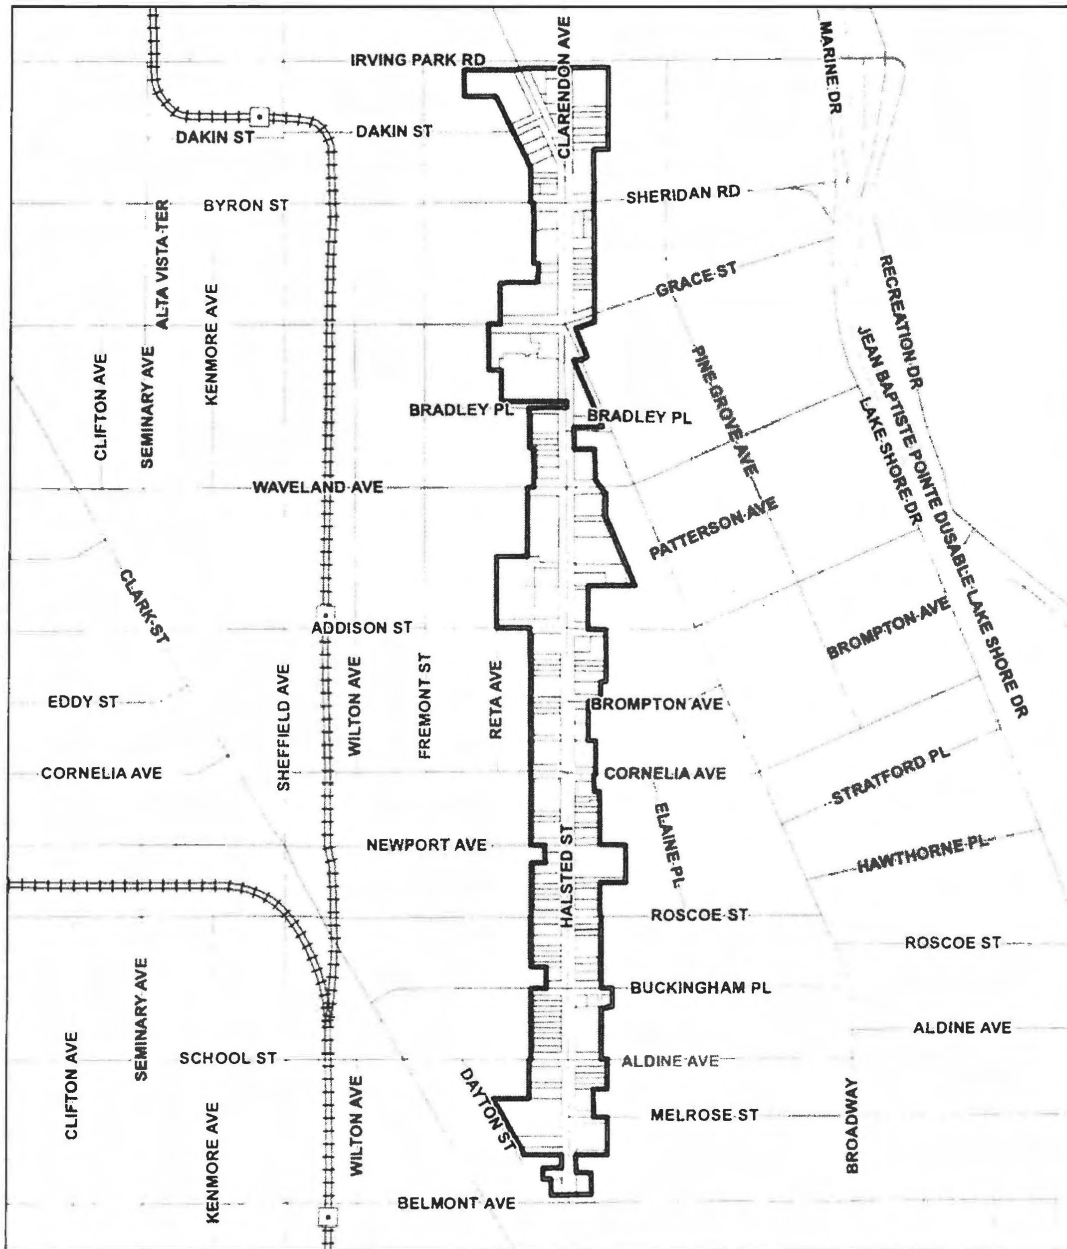 IRVING PARK RD
CLARENDON AVE
MARINE DR
DAKIN ST
DAKIN ST
BYRON ST
SHERIDAN RD
ALTA VISTA TER
KENMORE AVE
GRACE ST
RECREATION DR
JEAN BAPTISTE POINTE DUSABLE LAKE SHORE DR
LAKE SHORE DR
CLIFTON AVE
SEMINARY AVE
PINE GROVE AVE
BRADLEY PL
BRADLEY PL
WAVELAND AVE
PATTERSON AVE
CLARK ST
ADDISON ST
BROMPTON AVE
EDDY ST
SHEFFIELD AVE
WILTON AVE
FREMONT ST
RETA AVE
BROMPTON AVE
CORNELIA AVE
CORNELIA AVE
STRATFORD PL
ELAINE PL
NEWPORT AVE
HALSTED ST
HAWTHORNE PL
ROSCOE ST
ROSCOE ST
SEMINARY AVE
BUCKINGHAM PL
ALDINE AVE
CLIFTON AVE
SCHOOL ST
ALDINE AVE
KENMORE AVE
WILTON AVE
DAYTON ST
MELROSE ST
BROADWAY
BELMONT AVE